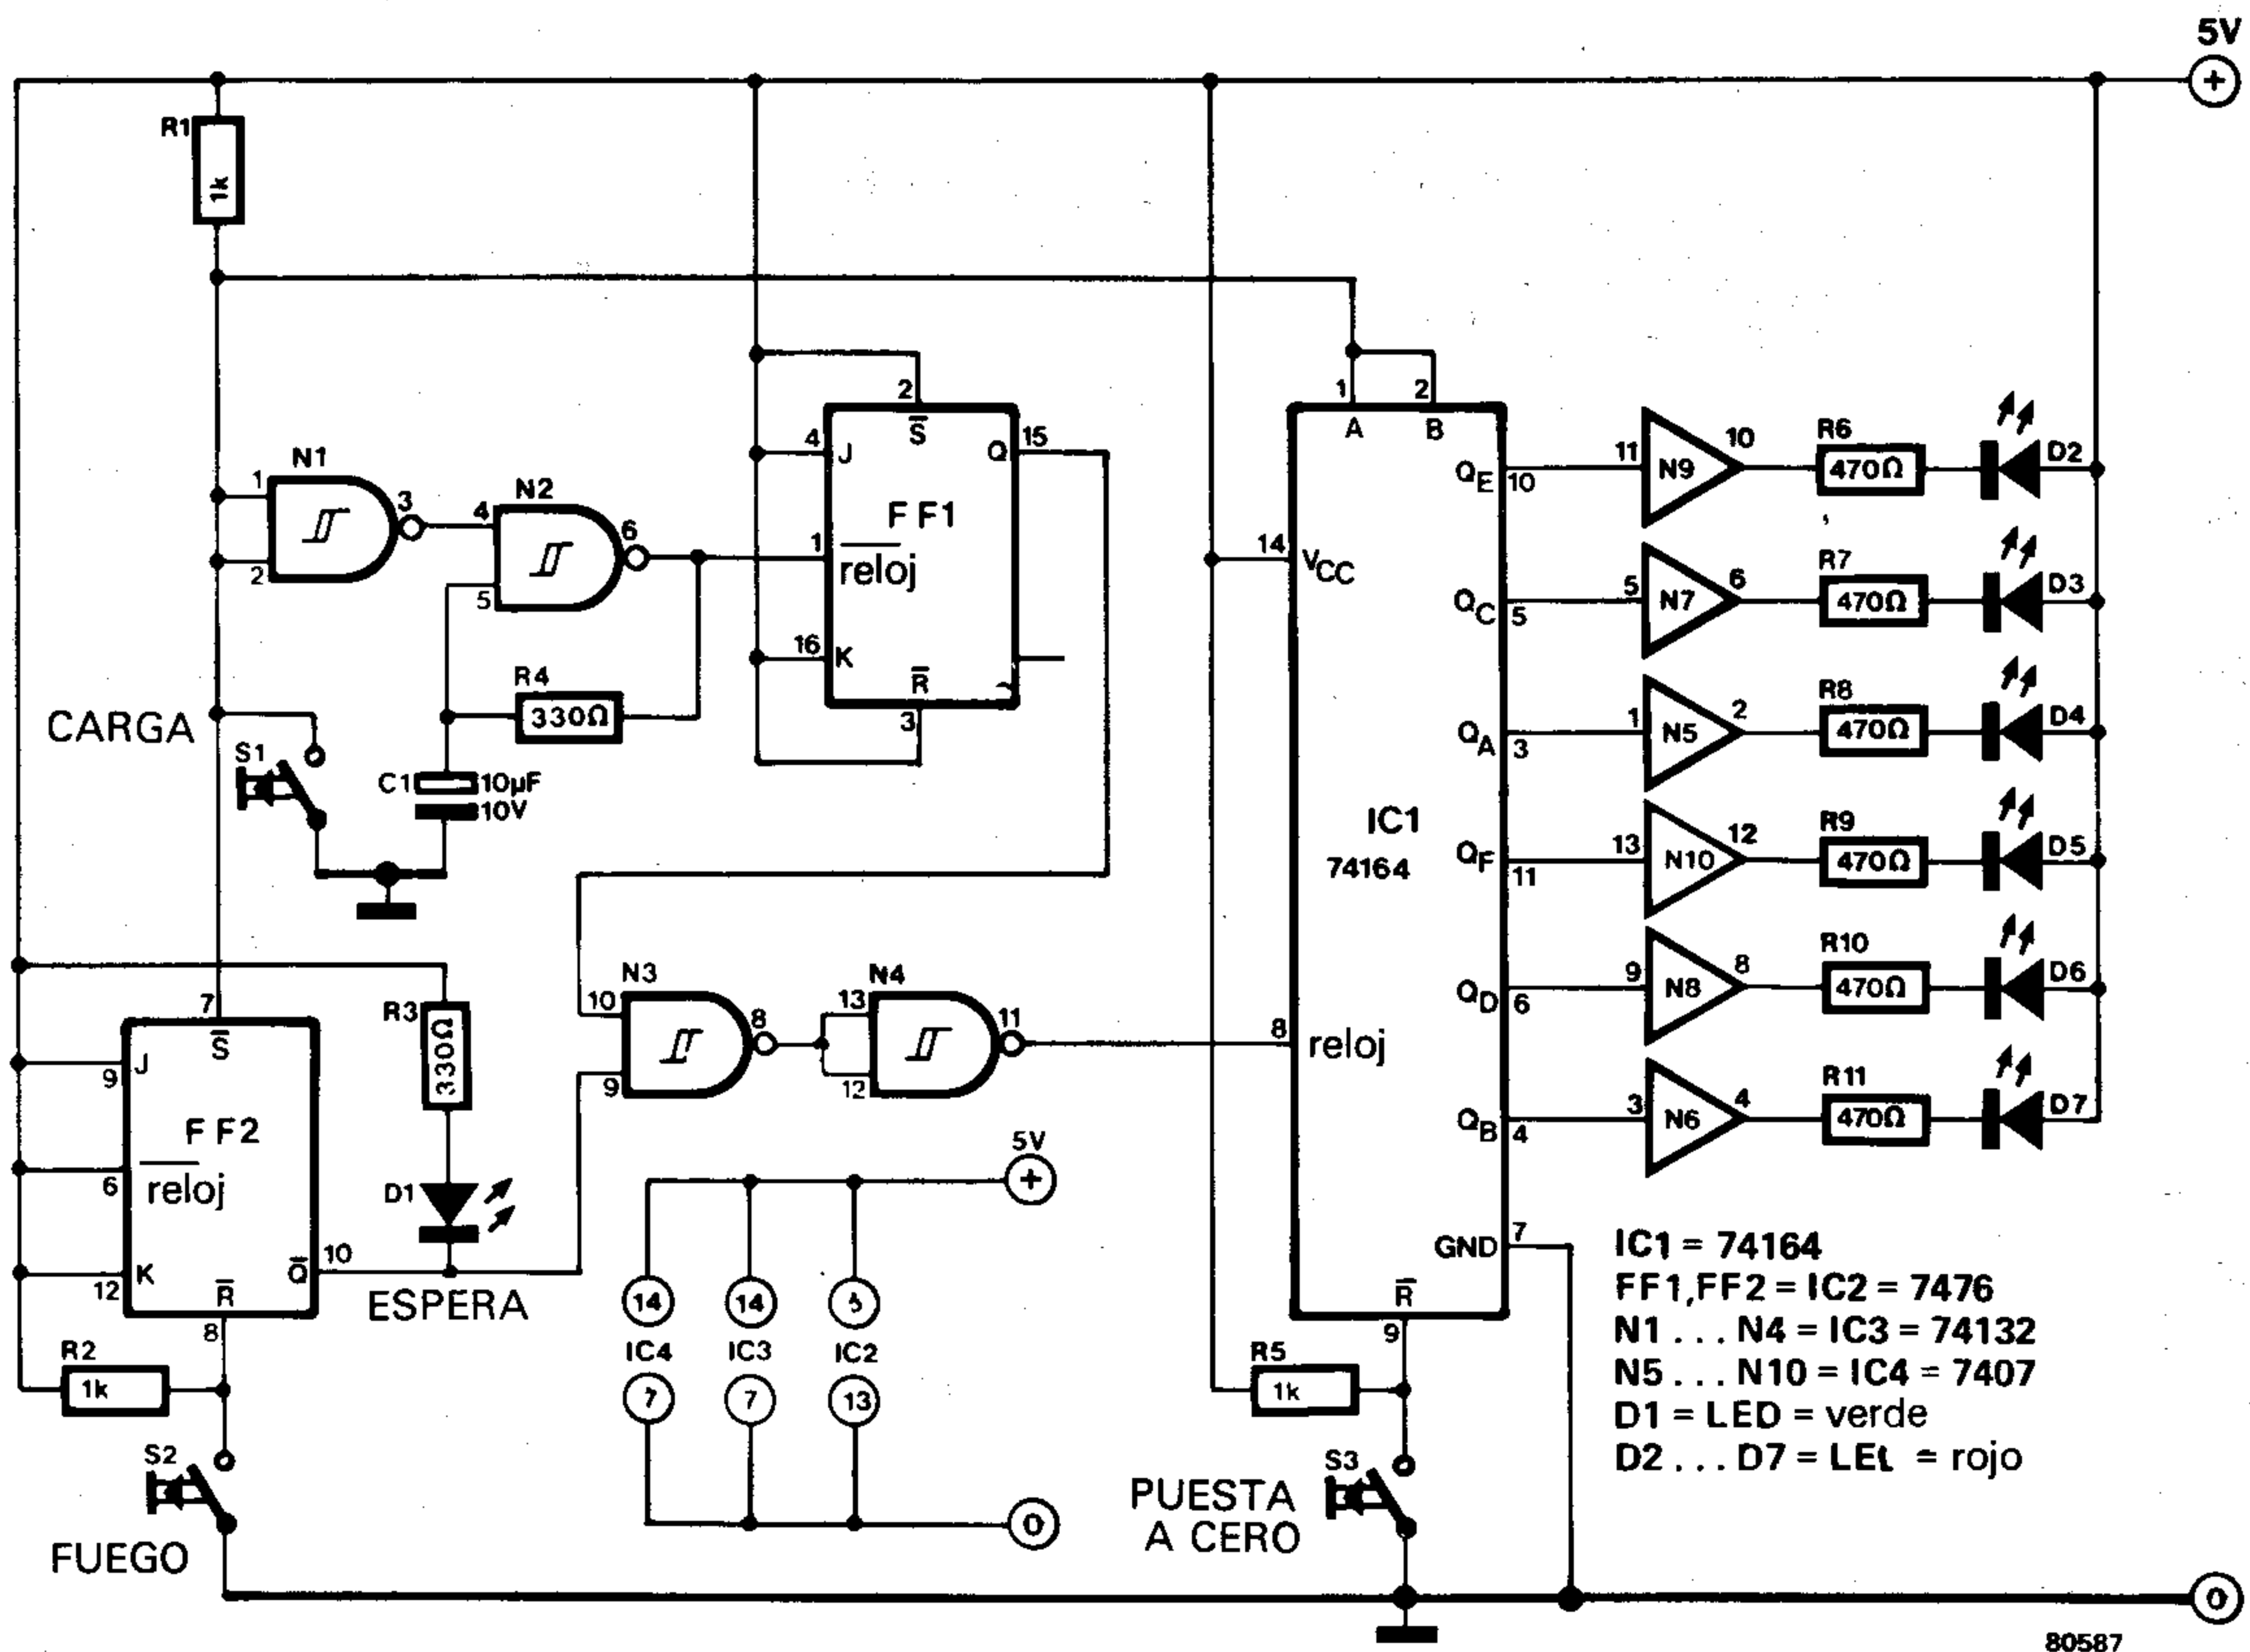 5V
+
R1
1k
2
S̅
1
2
A
B
4
J
Q
15
N1
1
3
2
N2
4
6
5
FF1
1
reloj
16
K
R̅
3
R4
330Ω
CARGA
S1
C1
10µF
10V
14
VCC
IC1
74164
QE
10
11
N9
10
R6
470Ω
D2
QC
5
5
N7
6
R7
470Ω
D3
QA
3
1
N5
2
R8
470Ω
D4
QF
11
13
N10
12
R9
470Ω
D5
QD
6
9
N8
8
R10
470Ω
D6
QB
4
3
N6
4
R11
470Ω
D7
7
S̅
9
J
FF2
6
reloj
12
K
Q̅
10
R̅
8
R3
330Ω
D1
ESPERA
N3
10
8
9
N4
13
11
12
8
reloj
5V
+
14
14
5
IC4
IC3
IC2
7
7
13
0
R2
1k
S2
FUEGO
GND
7
R̅
9
R5
1k
S3
PUESTA
A CERO
IC1 = 74164
FF1,FF2 = IC2 = 7476
N1 ... N4 = IC3 = 74132
N5 ... N10 = IC4 = 7407
D1 = LED = verde
D2 ... D7 = = rojo
0
80587